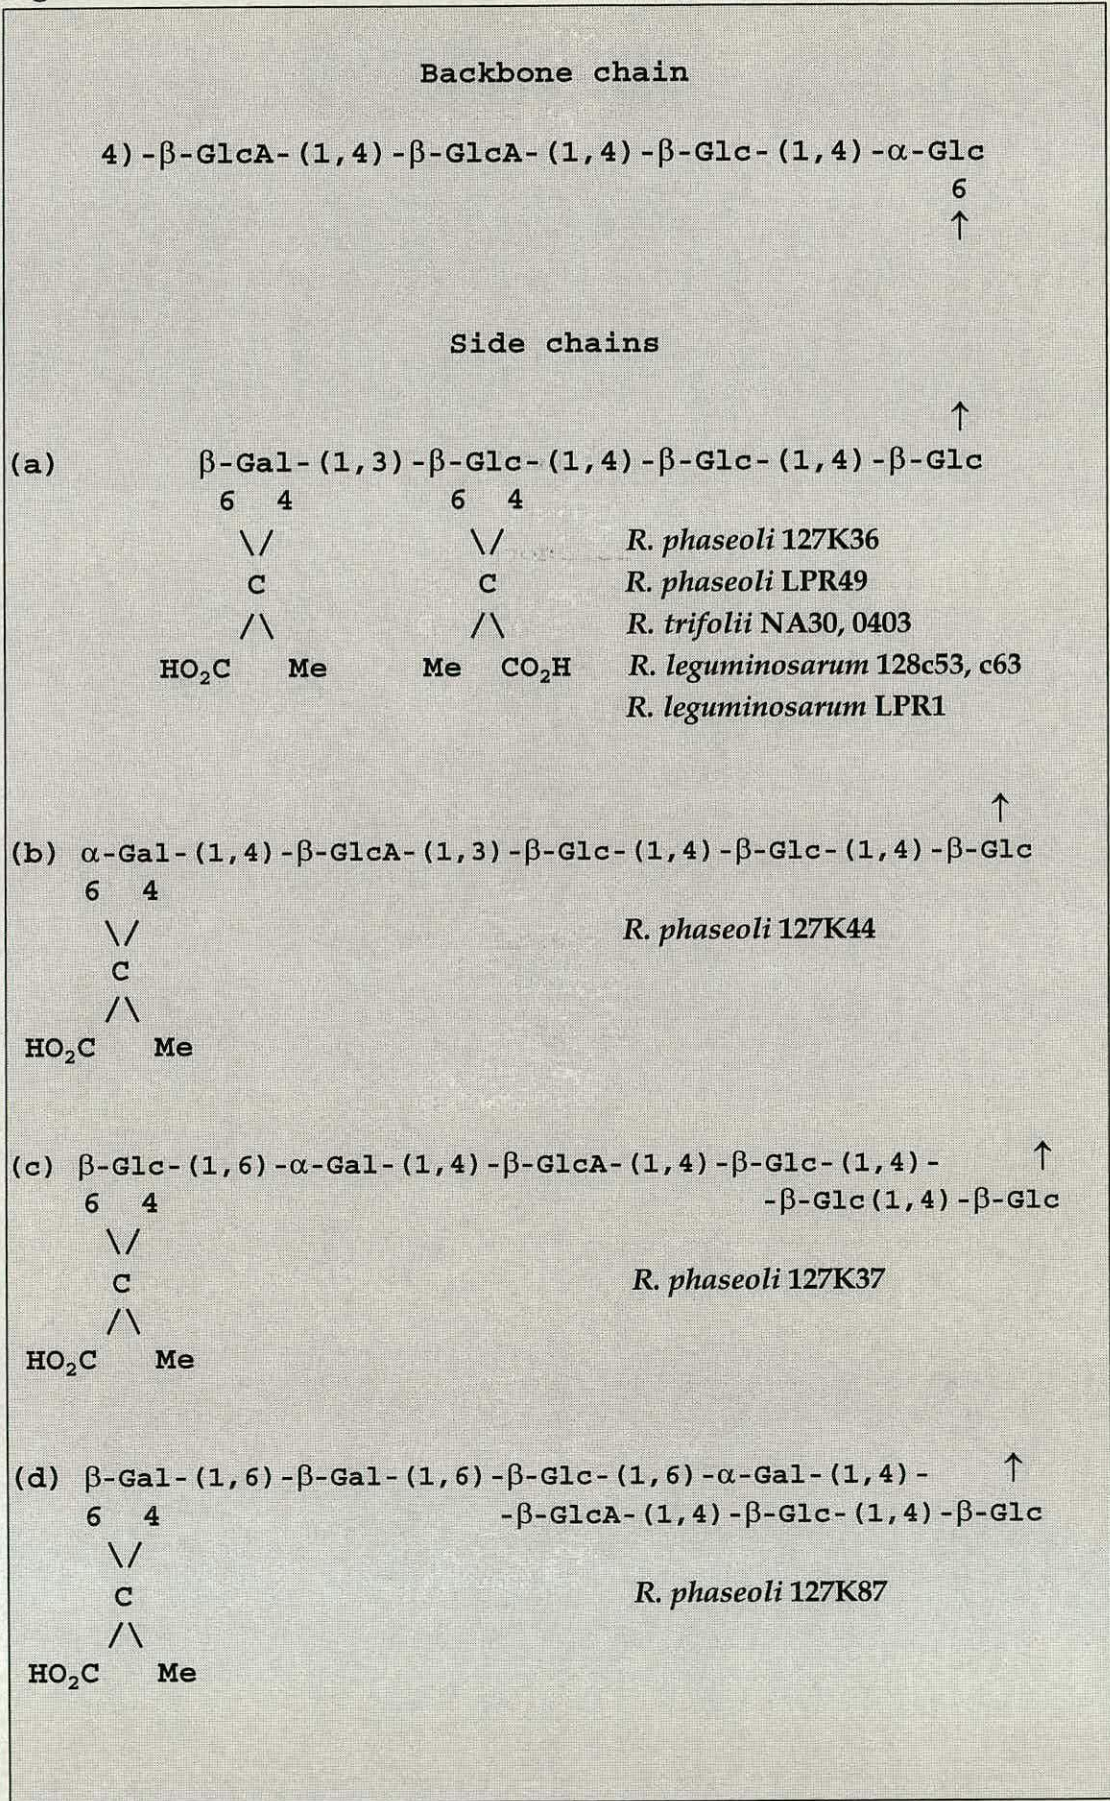 Backbone chain
4)-β-GlcA-(1,4)-β-GlcA-(1,4)-β-Glc-(1,4)-α-Glc
6
↑
Side chains
↑
(a) β-Gal-(1,3)-β-Glc-(1,4)-β-Glc-(1,4)-β-Glc
6 4 6 4
\/ \/ R. phaseoli 127K36
C C R. phaseoli LPR49
/\ /\ R. trifolii NA30, 0403
HO₂C Me Me CO₂H R. leguminosarum 128c53, c63
R. leguminosarum LPR1
↑
(b) α-Gal-(1,4)-β-GlcA-(1,3)-β-Glc-(1,4)-β-Glc-(1,4)-β-Glc
6 4
\/ R. phaseoli 127K44
C
/\
HO₂C Me
(c) β-Glc-(1,6)-α-Gal-(1,4)-β-GlcA-(1,4)-β-Glc-(1,4)- ↑
6 4 -β-Glc(1,4)-β-Glc
\/
C R. phaseoli 127K37
/\
HO₂C Me
(d) β-Gal-(1,6)-β-Gal-(1,6)-β-Glc-(1,6)-α-Gal-(1,4)- ↑
6 4 -β-GlcA-(1,4)-β-Glc-(1,4)-β-Glc
\/
C R. phaseoli 127K87
/\
HO₂C Me